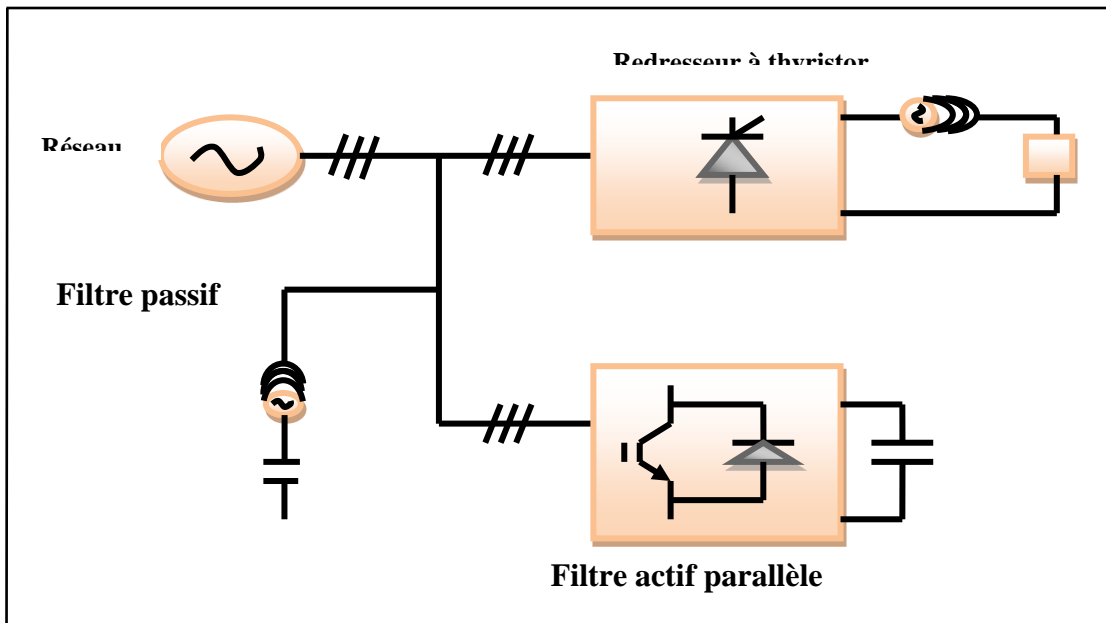 Redresseur à thyristor
Réseau
Filtre passif
Filtre actif parallèle